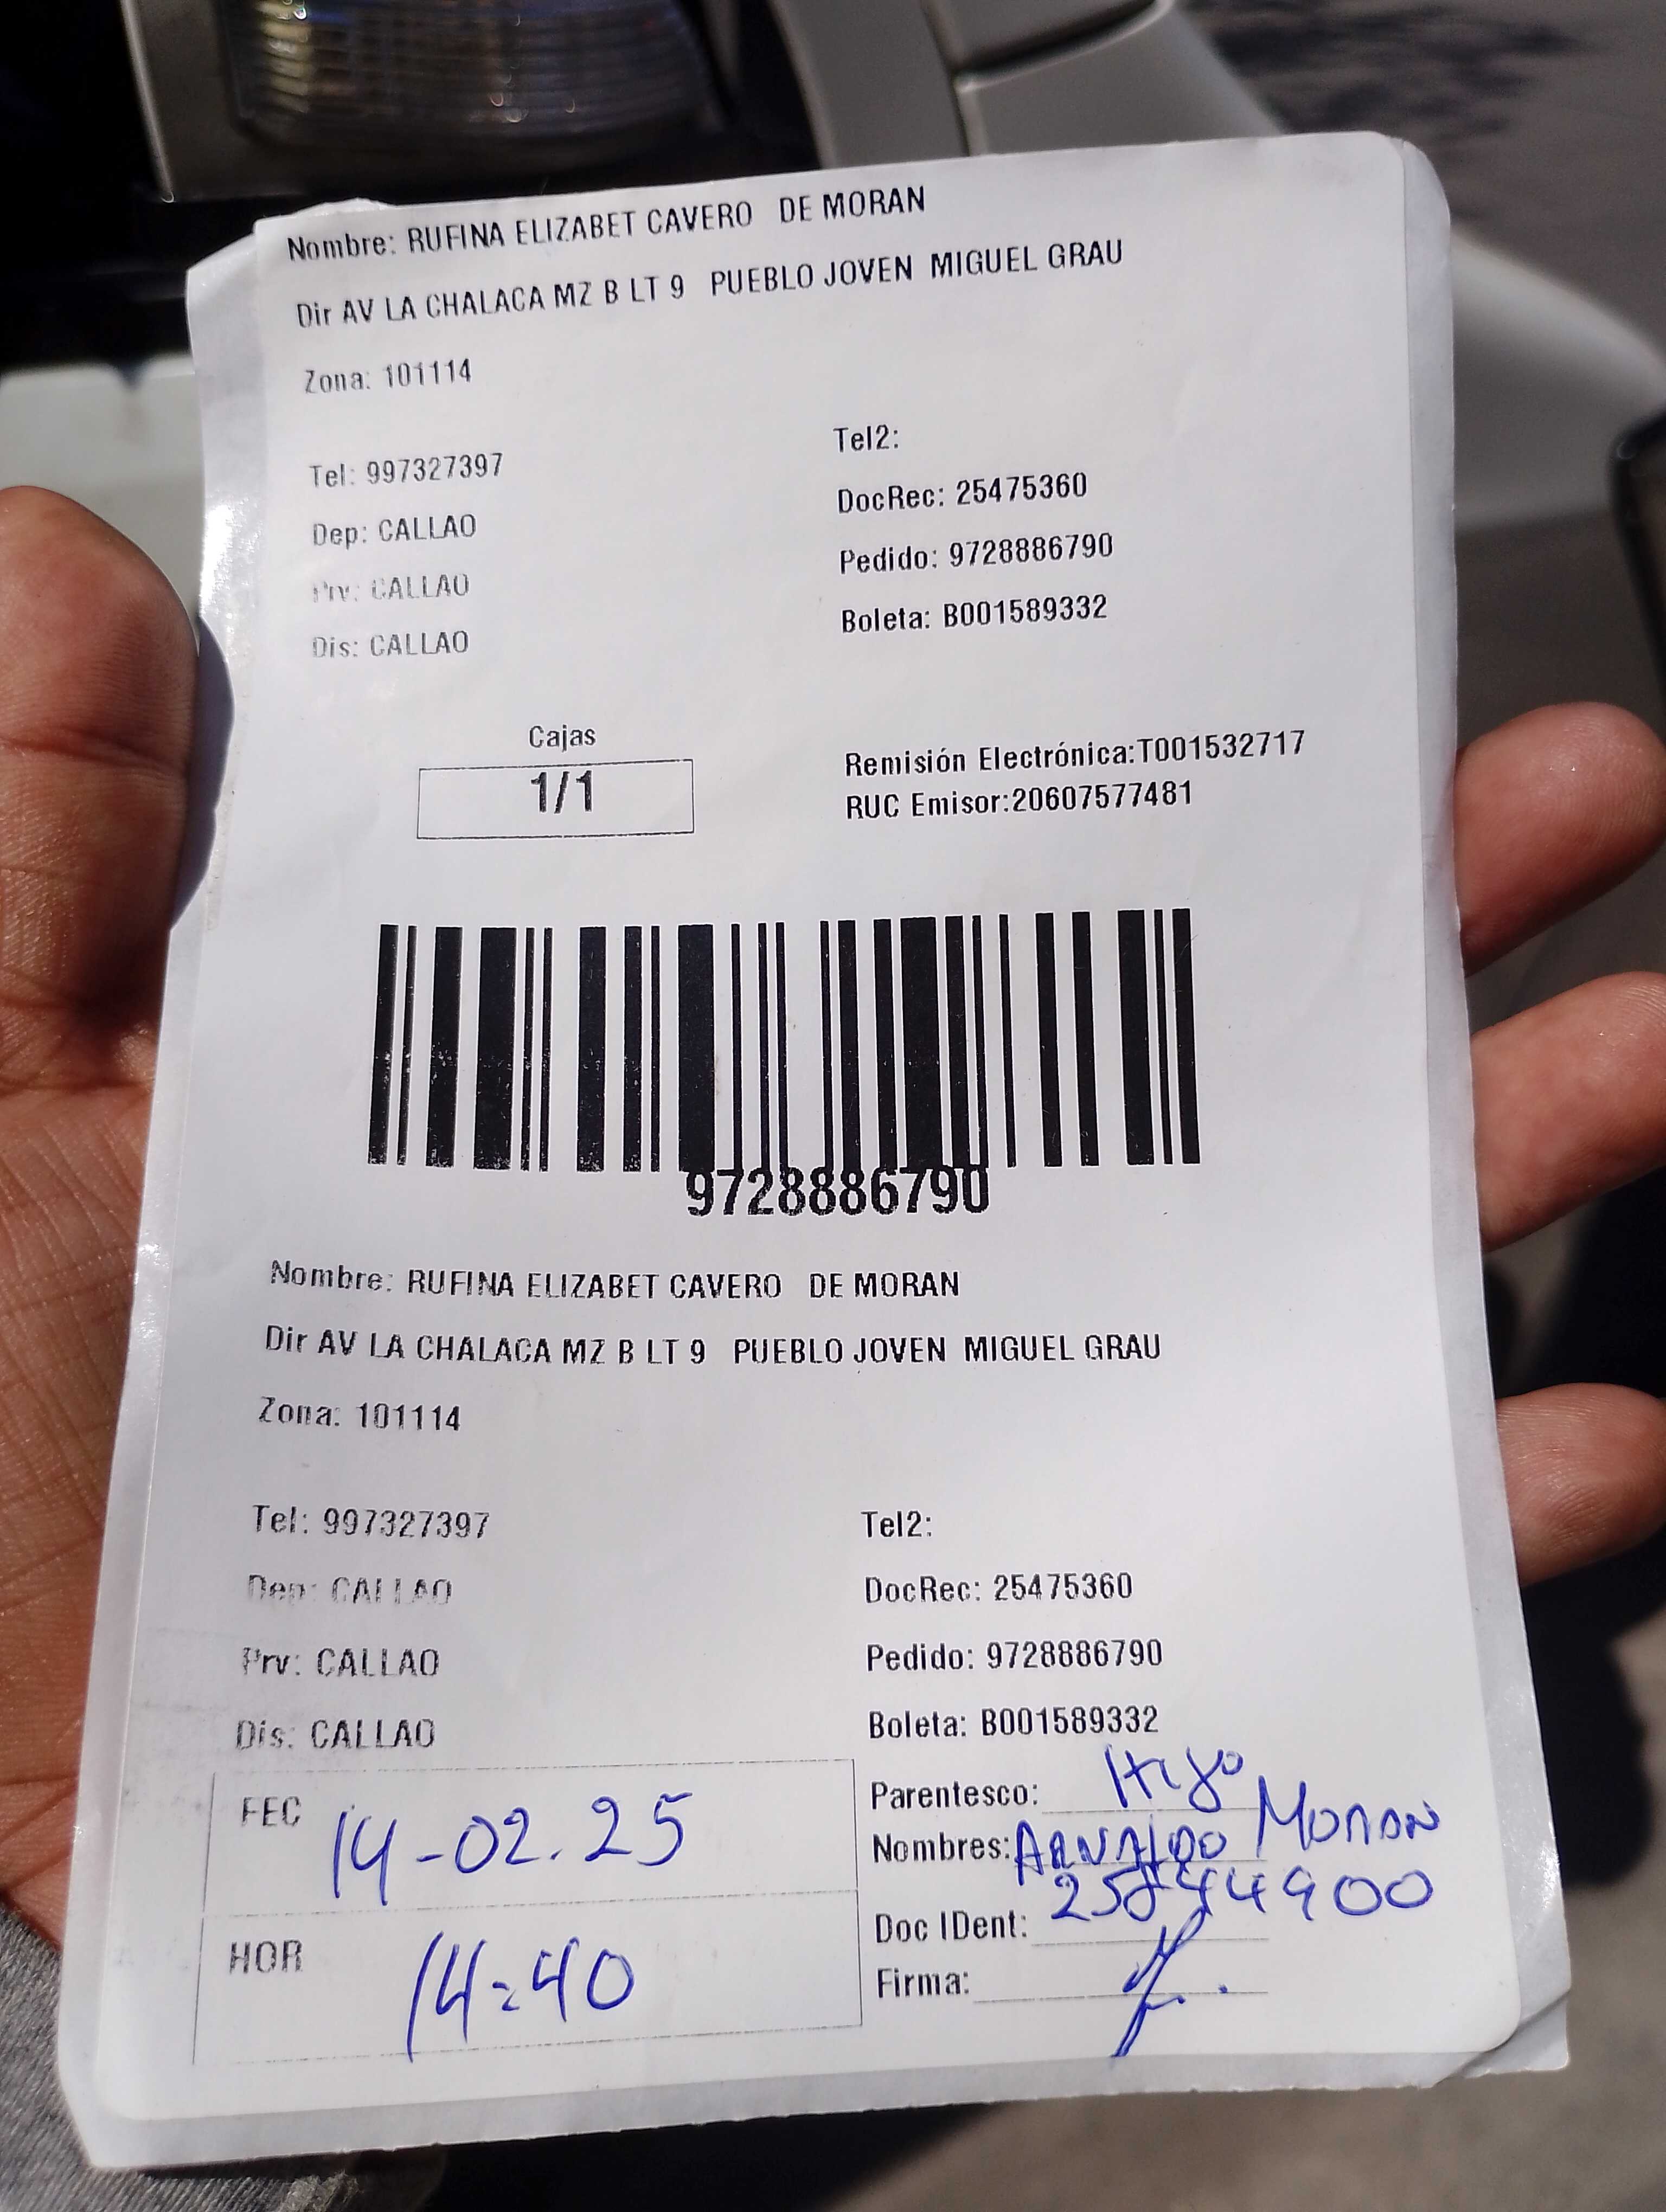 Nombre: RUFINA ELIZABET CAVERO DE MORAN
Dir AV LA CHALACA MZ B LT 9 PUEBLO JOVEN MIGUEL GRAU
Zona: 101114
Tel2:
Tel: 997327397
DocRec: 25475360
Dep: CALLAO
Pedido: 9728886790
Prv: CALLAO
Boleta: B001589332
Dis: CALLAO
Cajas
1/1
Remisión Electrónica:T001532717
RUC Emisor:20607577481
9728886790
Nombre: RUFINA ELIZABET CAVERO DE MORAN
Dir AV LA CHALACA MZ B LT 9 PUEBLO JOVEN MIGUEL GRAU
Zona: 101114
Tel: 997327397
Tel2:
Dep: CALLAO
DocRec: 25475360
Prv: CALLAO
Pedido: 9728886790
Dis: CALLAO
Boleta: B001589332
FEC 14-02.25
HOR 14:40
Parentesco: Hijo
Nombres: ARNALDO MORAN
Doc IDent:
Firma: